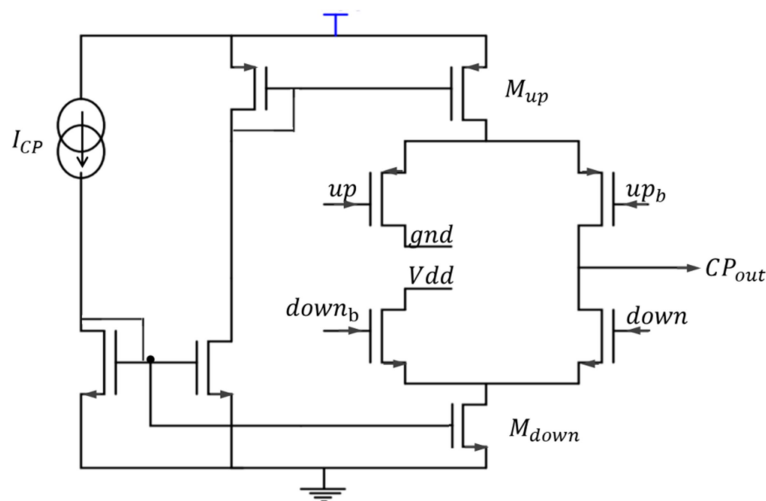 M_up
I_CP
up
up_b
gnd
Vdd
CP_out
down_b
down
M_down